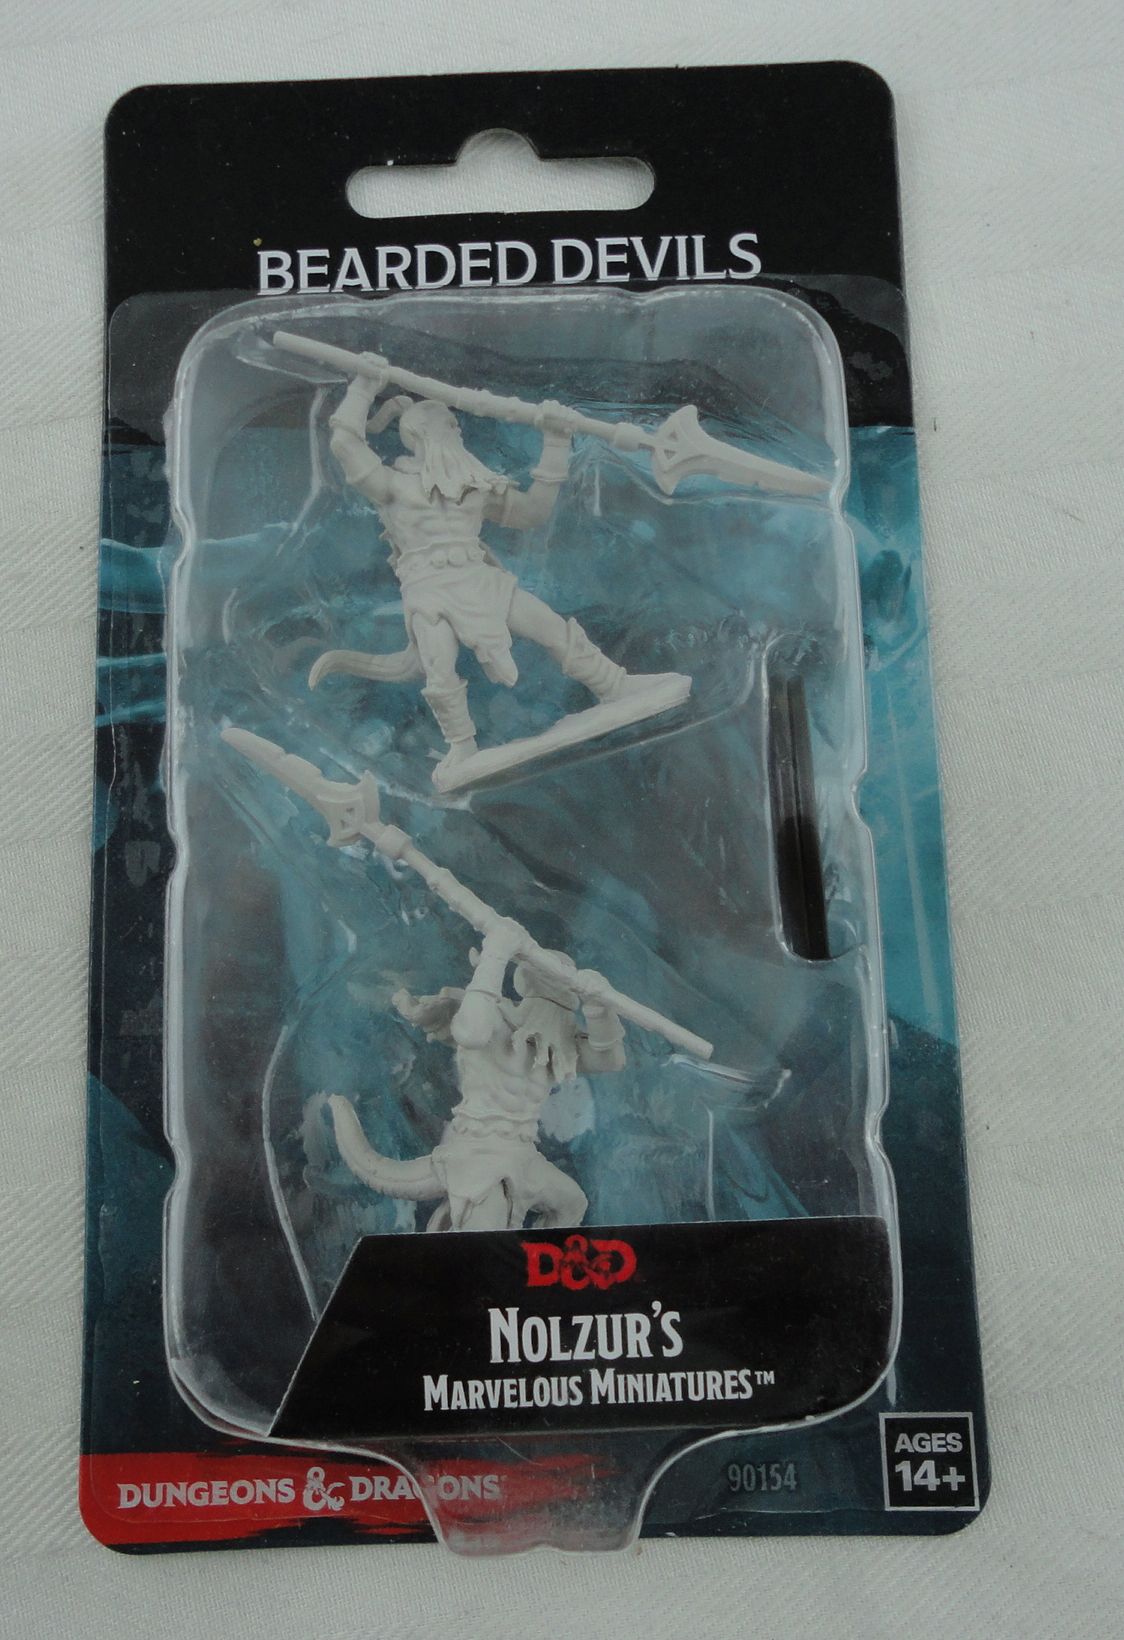 BEARDED DEVILS
D&D
NOLZUR'S
MARVELOUS MINIATURES™
AGES
14+
90154
DUNGEONS & DRAGONS